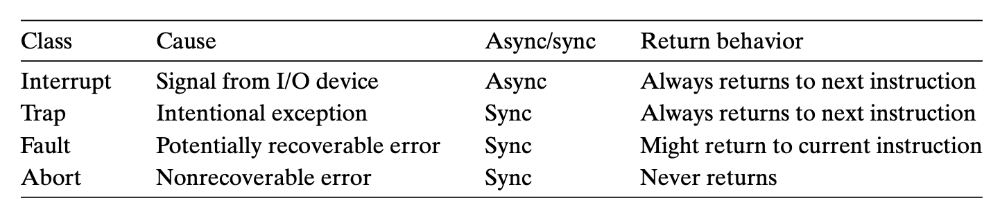 Class Cause Async/sync Return behavior
Interrupt Signal from I/O device Async Always returns to next instruction
Trap Intentional exception Sync Always returns to next instruction
Fault Potentially recoverable error Sync Might return to current instruction
Abort Nonrecoverable error Sync Never returns